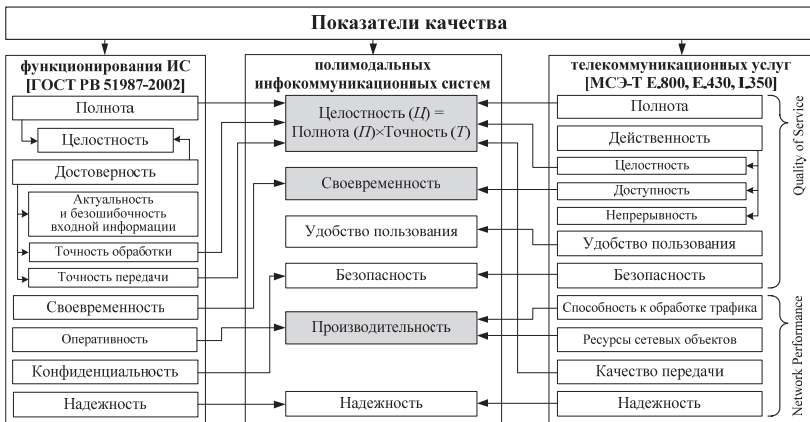 Показатели качества
функционирования ИС
[ГОСТ РВ 51987-2002]
Полнота
Целостность
Достоверность
Актуальность
и безошибочность
входной информации
Точность обработки
Точность передачи
Своевременность
Оперативность
Конфиденциальность
Надежность
полимодальных
инфокоммуникационных систем
Целостность (Ц) =
Полнота (П)×Точность (Т)
Своевременность
Удобство пользования
Безопасность
Производительность
Надежность
телекоммуникационных услуг
[МСЭ-Т E.800, E.430, I.350]
Полнота
Действенность
Целостность
Доступность
Непрерывность
Удобство пользования
Безопасность
Способность к обработке трафика
Ресурсы сетевых объектов
Качество передачи
Надежность
Quality of Service
Network Performance